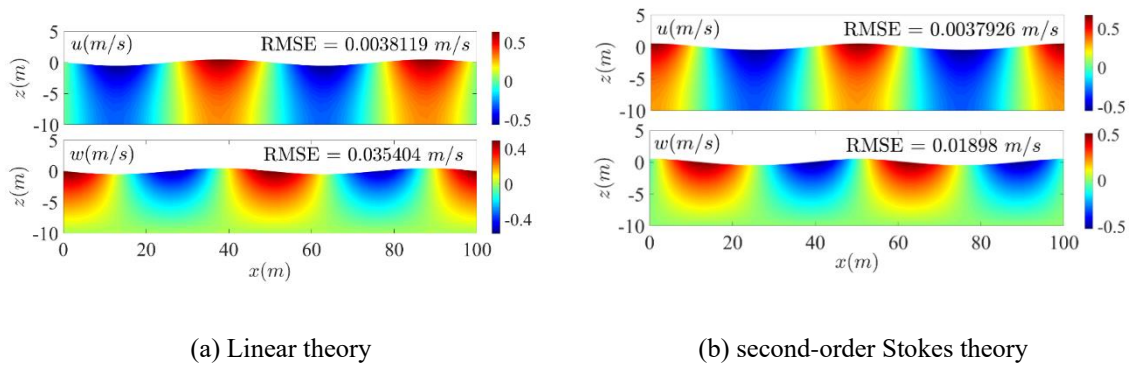 u(m/s) RMSE = 0.0038119 m/s
5
0
-5
-10
z(m)
0.5
0
-0.5
w(m/s) RMSE = 0.035404 m/s
5
0
-5
-10
z(m)
0.4
0
-0.4
0 20 40 60 80 100
x(m)
(a) Linear theory
u(m/s) RMSE = 0.0037926 m/s
5
0
-5
-10
z(m)
0.5
0
-0.5
w(m/s) RMSE = 0.01898 m/s
5
0
-5
-10
z(m)
0.5
0
-0.5
0 20 40 60 80 100
x(m)
(b) second-order Stokes theory